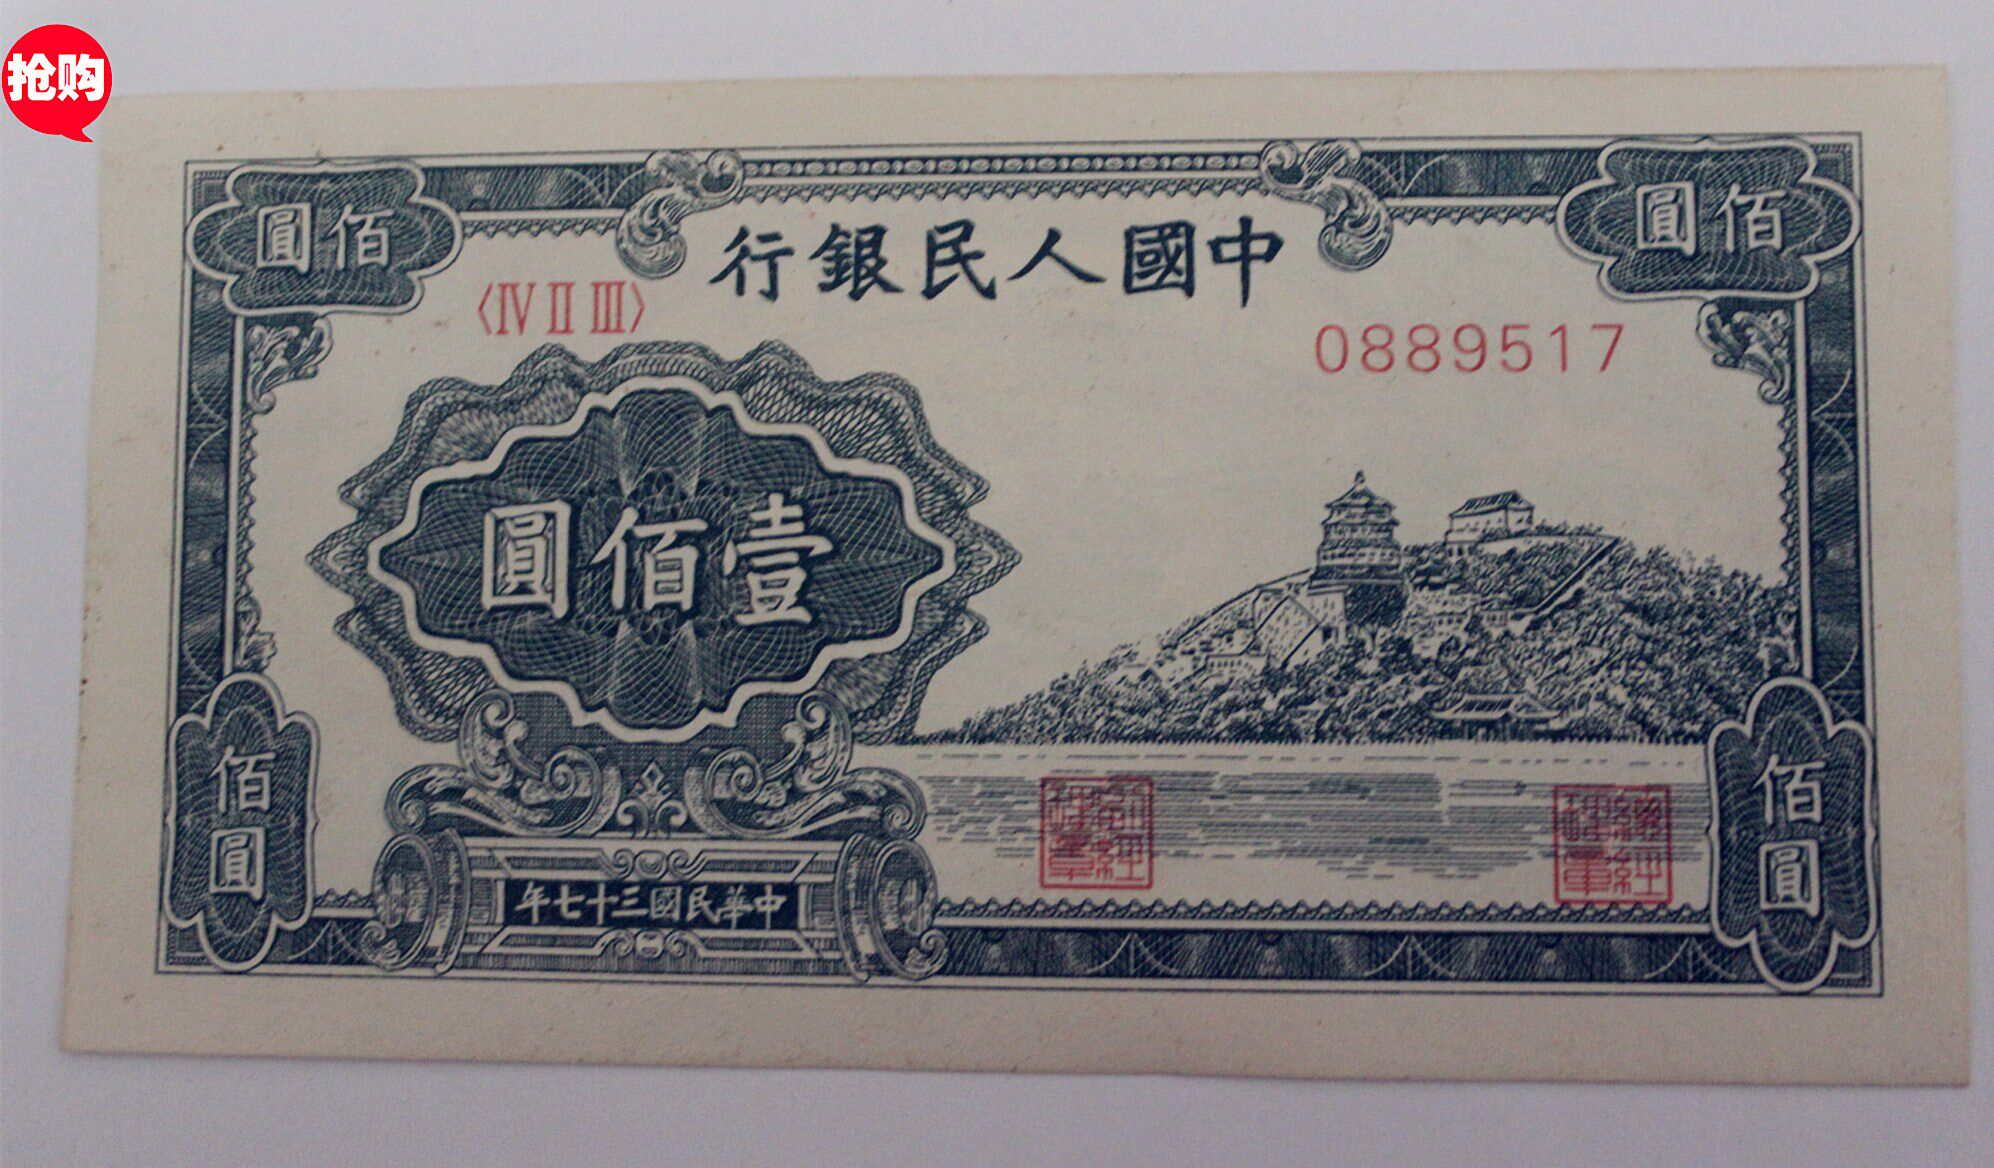 抢购
佰圓
中國人民銀行
佰圓
〈IV II III〉
0889517
壹佰圓
佰圓
中華民國三十七年
佰圓